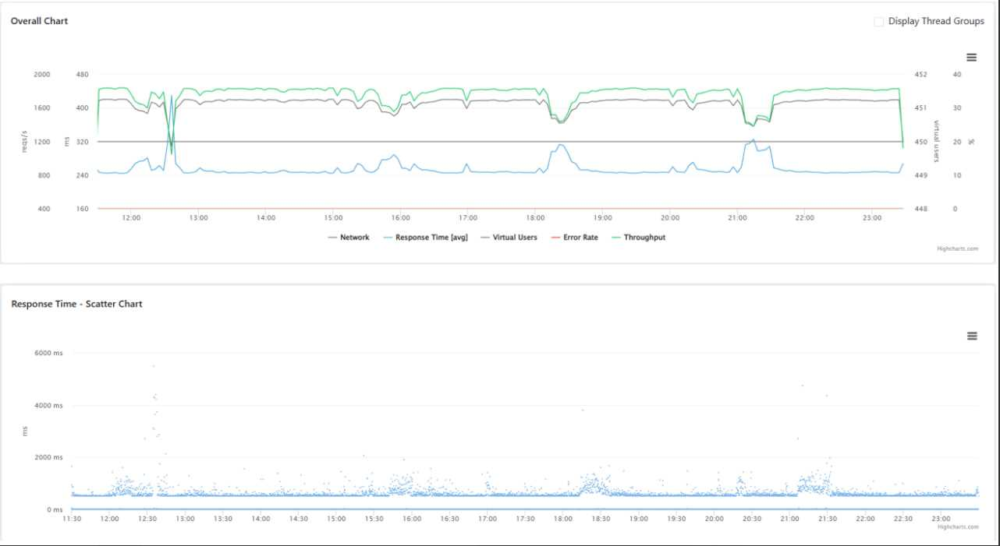 Overall Chart
Display Thread Groups
2000 480 452 40
1600 400 451 30
reqs/s ms 1200 320 450 20 virtual users %
800 240 449 10
400 160 448 0
12:00 13:00 14:00 15:00 16:00 17:00 18:00 19:00 20:00 21:00 22:00 23:00
Network Response Time [avg] Virtual Users Error Rate Throughput
Highcharts.com
Response Time - Scatter Chart
6000 ms
4000 ms
ms
2000 ms
0 ms
11:30 12:00 12:30 13:00 13:30 14:00 14:30 15:00 15:30 16:00 16:30 17:00 17:30 18:00 18:30 19:00 19:30 20:00 20:30 21:00 21:30 22:00 22:30 23:00
Highcharts.com